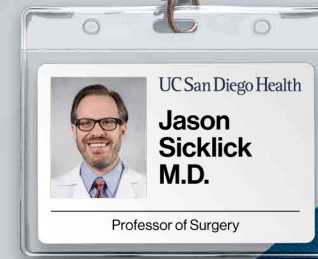 UC San Diego Health
Jason
Sicklick
M.D.
Professor of Surgery